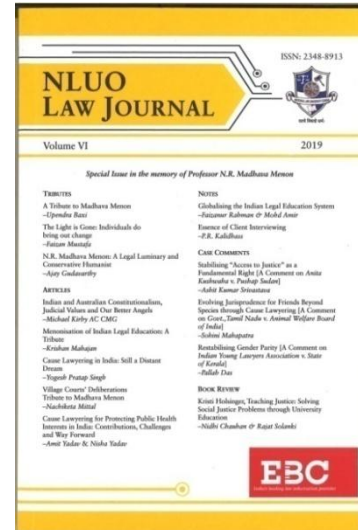 ISSN: 2348-8913
NLUO
LAW JOURNAL
Volume VI
2019
Special Issue in the memory of Professor N.R. Madhava Menon
TRIBUTES
A Tribute to Madhava Menon
–Upendra Baxi
The Light is Gone: Individuals do
bring out change
–Faizan Mustafa
N.R. Madhava Menon: A Legal Luminary and
Conservative Humanist
–Ajay Gudavarthy
ARTICLES
Indian and Australian Constitutionalism,
Judicial Values and Our Better Angels
–Michael Kirby AC CMG
Menonisation of Indian Legal Education: A
Tribute
–Krishan Mahajan
Cause Lawyering in India: Still a Distant
Dream
–Yogesh Pratap Singh
Village Courts' Deliberations
Tribute to Madhava Menon
–Nachiketa Mittal
Cause Lawyering for Protecting Public Health
Interests in India: Contributions, Challenges
and Way Forward
–Amit Yadav & Nisha Yadav
NOTES
Globalising the Indian Legal Education System
–Faizanur Rahman & Mohd Amir
Essence of Client Interviewing
–P.R. Kalidhass
CASE COMMENTS
Stabilising "Access to Justice" as a
Fundamental Right [A Comment on Anita
Kushwaha v. Pushap Sudan]
–Ashit Kumar Srivastava
Evolving Jurisprudence for Friends Beyond
Species through Cause Lawyering [A Comment
on Govt., Tamil Nadu v. Animal Welfare Board
of India]
–Sohini Mahapatra
Restabilising Gender Parity [A Comment on
Indian Young Lawyers Association v. State
of Kerala]
–Pallab Das
BOOK REVIEW
Kristi Holsinger, Teaching Justice: Solving
Social Justice Problems through University
Education
–Nidhi Chauhan & Rajat Solanki
EBC